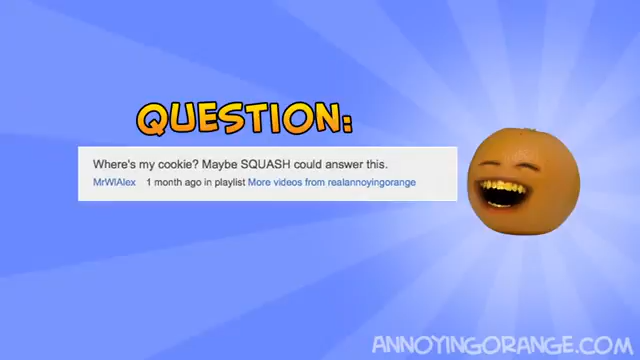 QUESTION:
Where's my cookie? Maybe SQUASH could answer this.
MrWlAlex 1 month ago in playlist More videos from realannoyingorange
ANNOYINGORANGE.COM